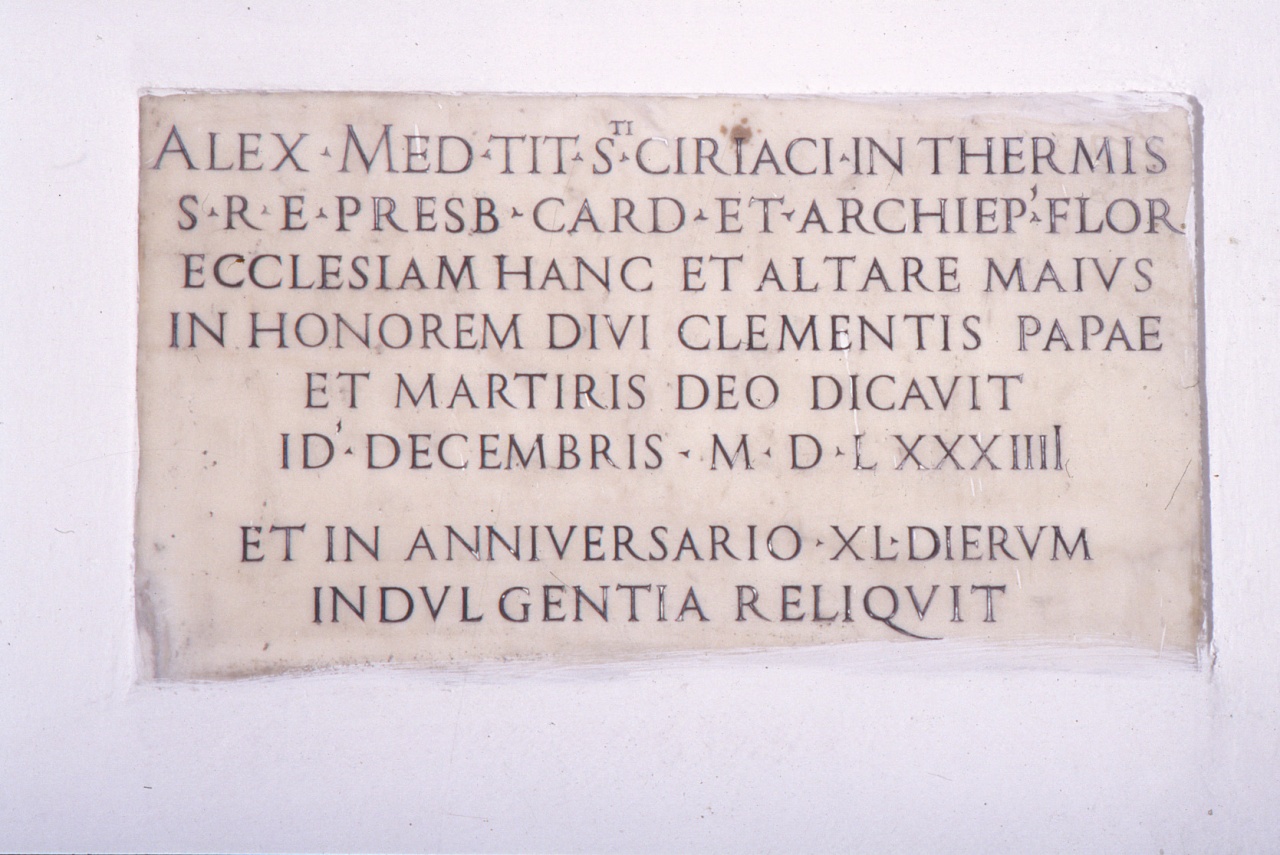 ALEX · MED · TIT · S^TI · CIRIACI · IN THERMIS
S · R · E · PRESB · CARD · ET · ARCHIEP' · FLOR
ECCLESIAM HANC ET ALTARE MAIVS
IN HONOREM DIVI CLEMENTIS PAPAE
ET MARTIRIS DEO DICAVIT
ID' · DECEMBRIS · M · D · L XXXIIII
ET IN ANNIVERSARIO · XL · DIERVM
INDVLGENTIA RELIQVIT